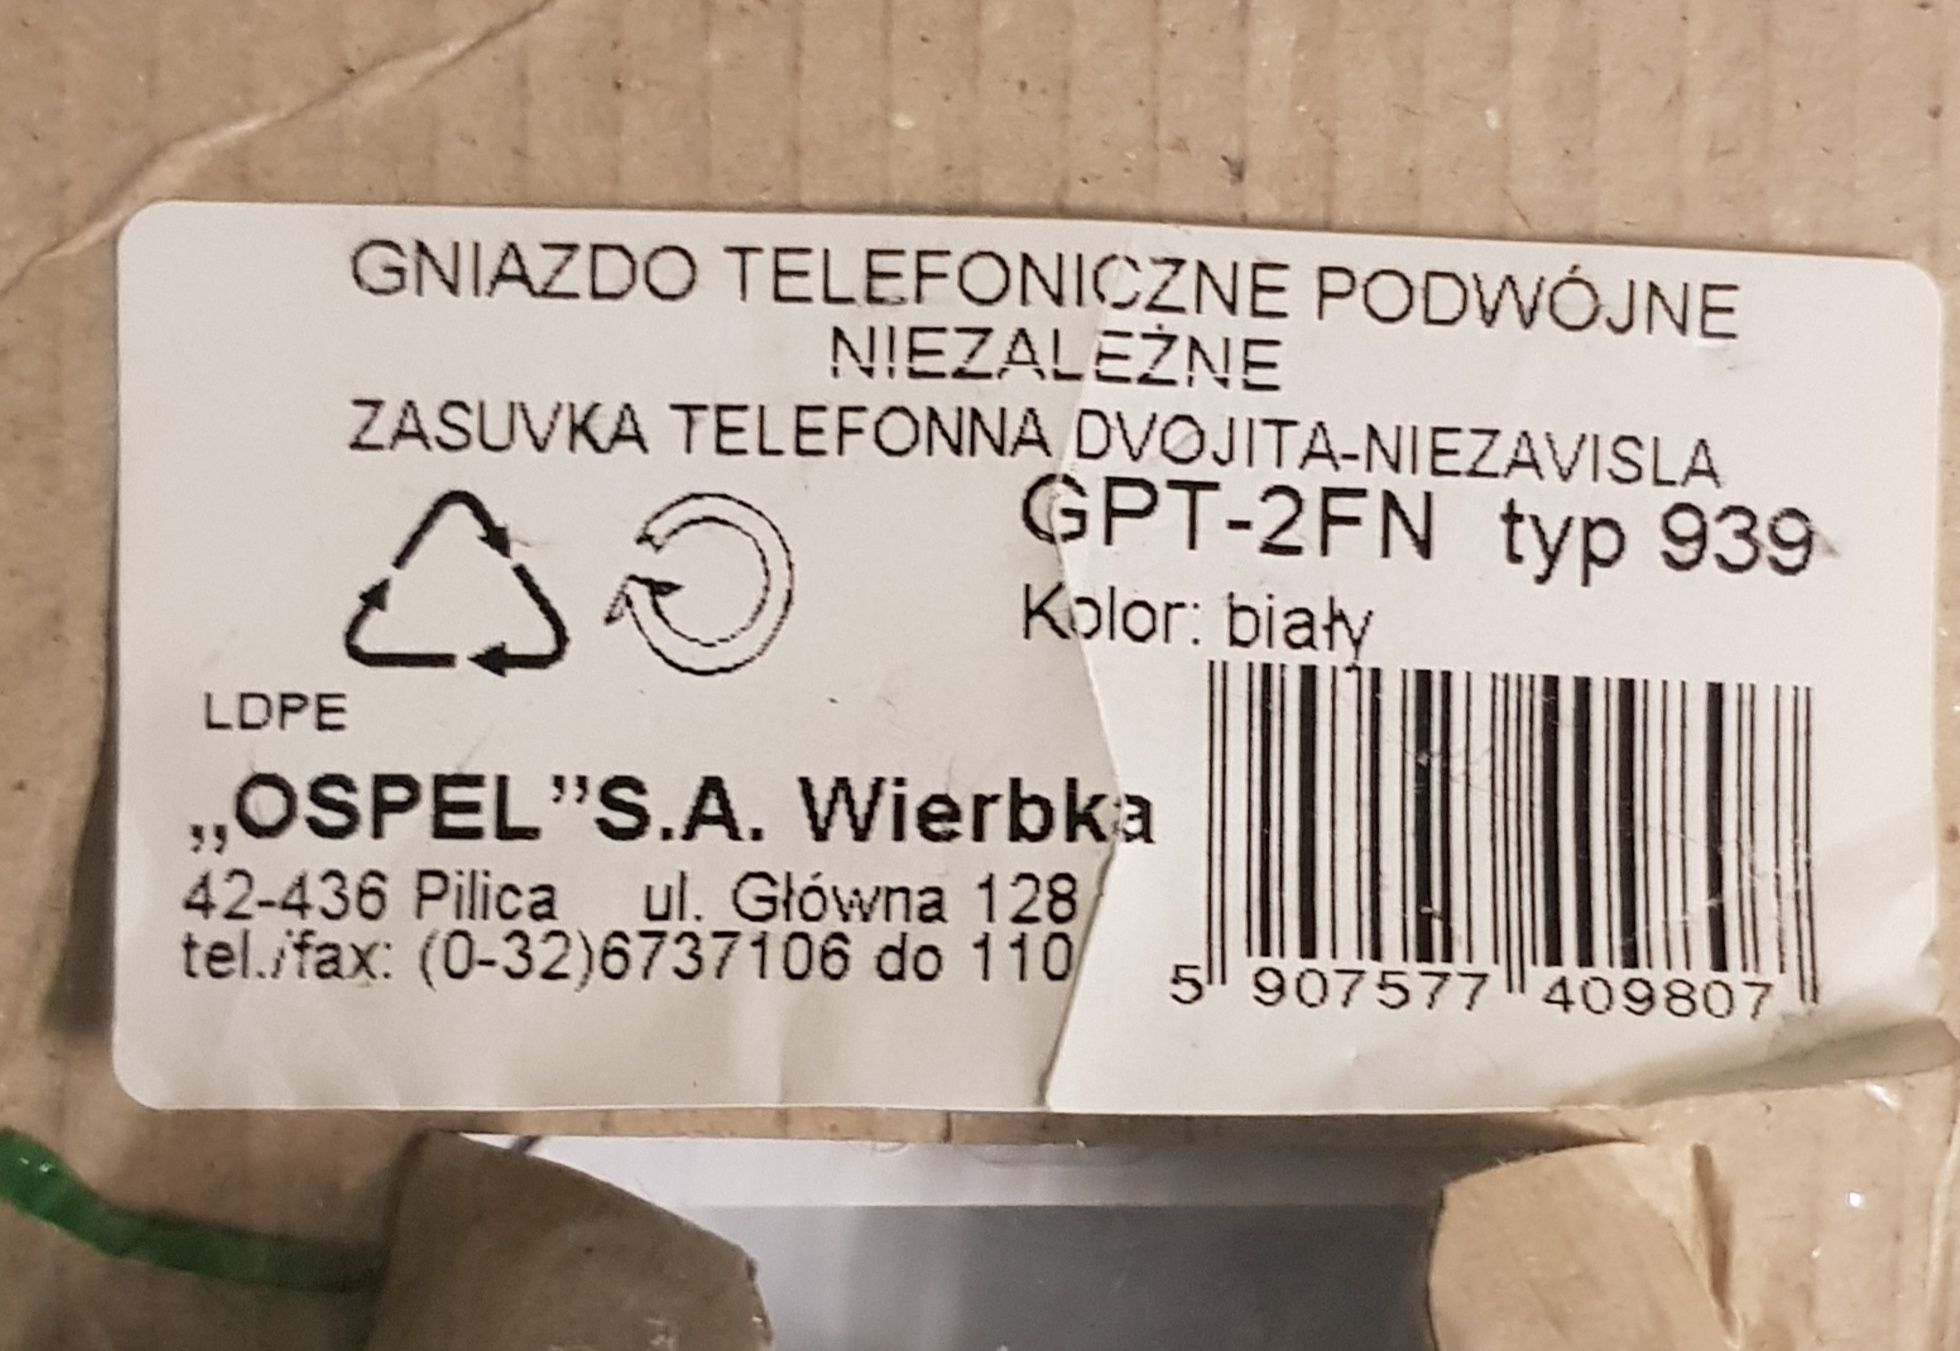 GNIAZDO TELEFONICZNE PODWÓJNE
NIEZALEŻNE
ZASUVKA TELEFONNA DVOJITA-NIEZAVISLA
GPT-2FN typ 939
Kolor: biały
LDPE
„OSPEL”S.A. Wierbka
42-436 Pilica ul. Główna 128
tel./fax: (0-32)6737106 do 110
5 907577 409807